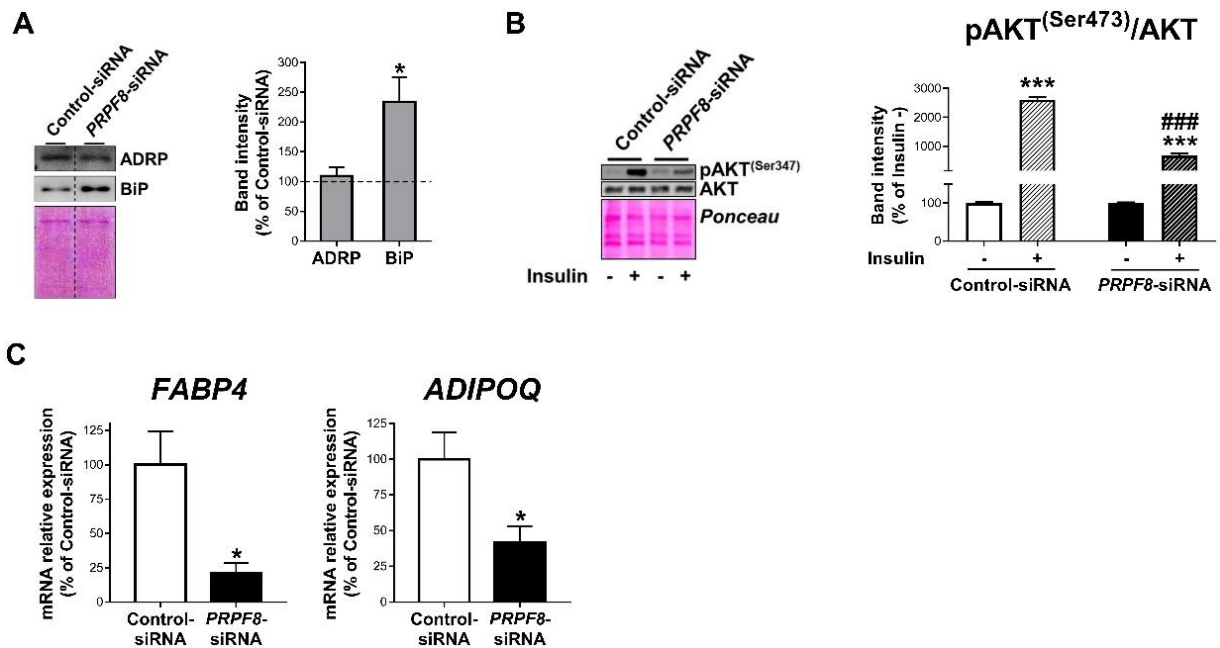 A
Control-siRNA
PRPF8-siRNA
ADRP
BiP
Band intensity
(% of Control-siRNA)
300
250
200
150
100
50
0
*
ADRP BiP
B
Control-siRNA
PRPF8-siRNA
pAKT(Ser347)
AKT
Ponceau
Insulin - + - +
pAKT(Ser473)/AKT
Band intensity
(% of Insulin -)
3000
2000
1000
100
0
***
###
***
Insulin - + - +
Control-siRNA PRPF8-siRNA
C
FABP4
mRNA relative expression
(% of Control-siRNA)
125
100
75
50
25
0
*
Control-
siRNA
PRPF8-
siRNA
ADIPOQ
mRNA relative expression
(% of Control-siRNA)
125
100
75
50
25
0
*
Control-
siRNA
PRPF8-
siRNA